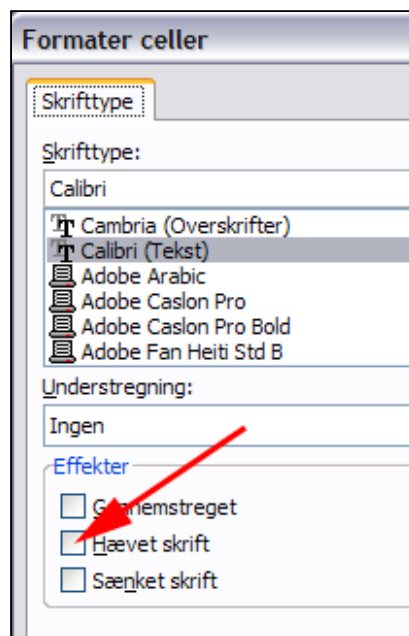 Formater celler
Skrifttype
Skrifttype:
Calibri
Cambria (Overskrifter)
Calibri (Tekst)
Adobe Arabic
Adobe Caslon Pro
Adobe Caslon Pro Bold
Adobe Fan Heiti Std B
Understregning:
Ingen
Effekter
Gennemstreget
Hævet skrift
Sænket skrift